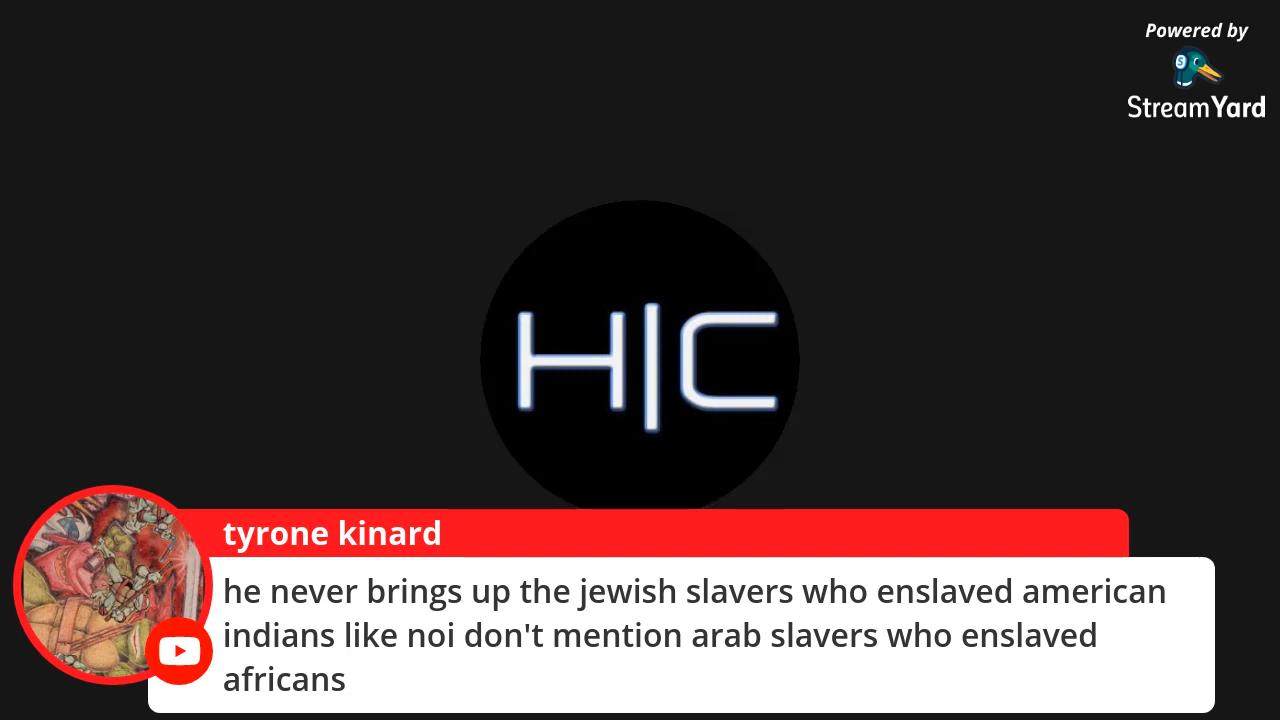 Powered by
StreamYard
H|C
tyrone kinard
he never brings up the jewish slavers who enslaved american
indians like noi don't mention arab slavers who enslaved
africans